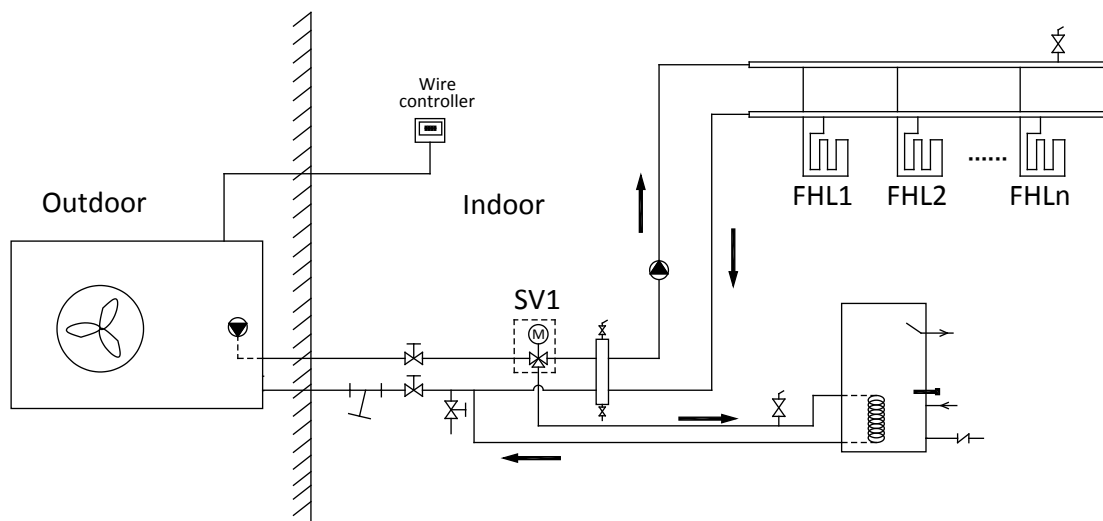 Wire
controller
Outdoor
Indoor
FHL1
FHL2
......
FHLn
SV1
M